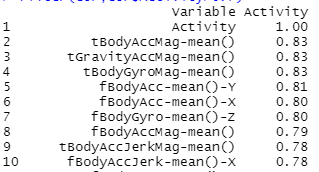 Variable Activity
1 Activity 1.00
2 tBodyAccMag-mean() 0.83
3 tGravityAccMag-mean() 0.83
4 tBodyGyroMag-mean() 0.83
5 fBodyAcc-mean()-Y 0.81
6 fBodyAcc-mean()-X 0.80
7 fBodyGyro-mean()-Z 0.80
8 fBodyAccMag-mean() 0.79
9 tBodyAccJerkMag-mean() 0.78
10 fBodyAccJerk-mean()-X 0.78